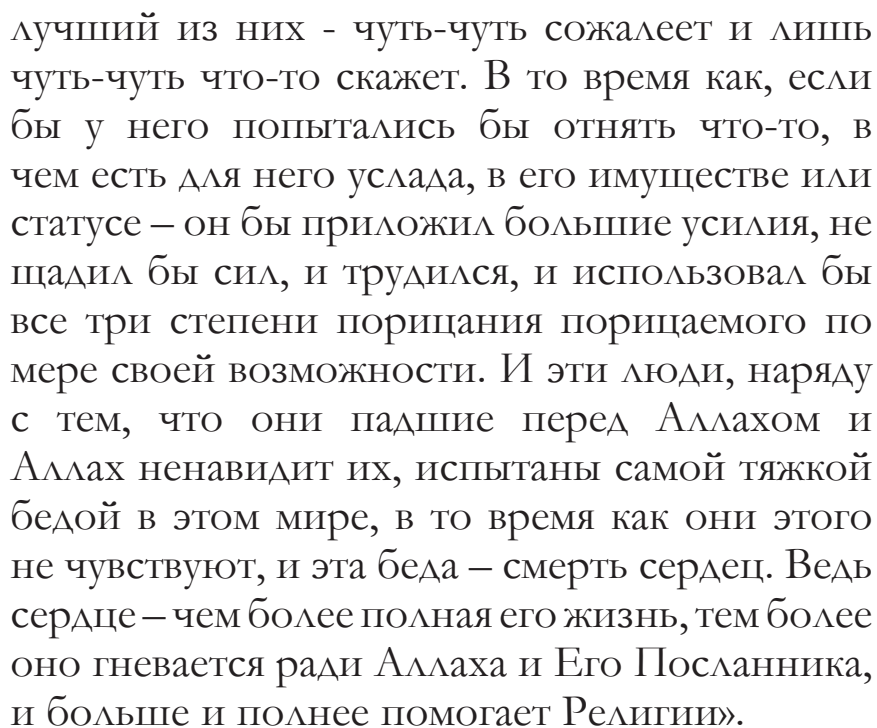 лучший из них - чуть-чуть сожалеет и лишь
чуть-чуть что-то скажет. В то время как, если
бы у него попытались бы отнять что-то, в
чем есть для него услада, в его имуществе или
статусе – он бы приложил большие усилия, не
щадил бы сил, и трудился, и использовал бы
все три степени порицания порицаемого по
мере своей возможности. И эти люди, наряду
с тем, что они падшие перед Аллахом и
Аллах ненавидит их, испытаны самой тяжкой
бедой в этом мире, в то время как они этого
не чувствуют, и эта беда – смерть сердец. Ведь
сердце – чем более полная его жизнь, тем более
оно гневается ради Аллаха и Его Посланника,
и больше и полнее помогает Религии».